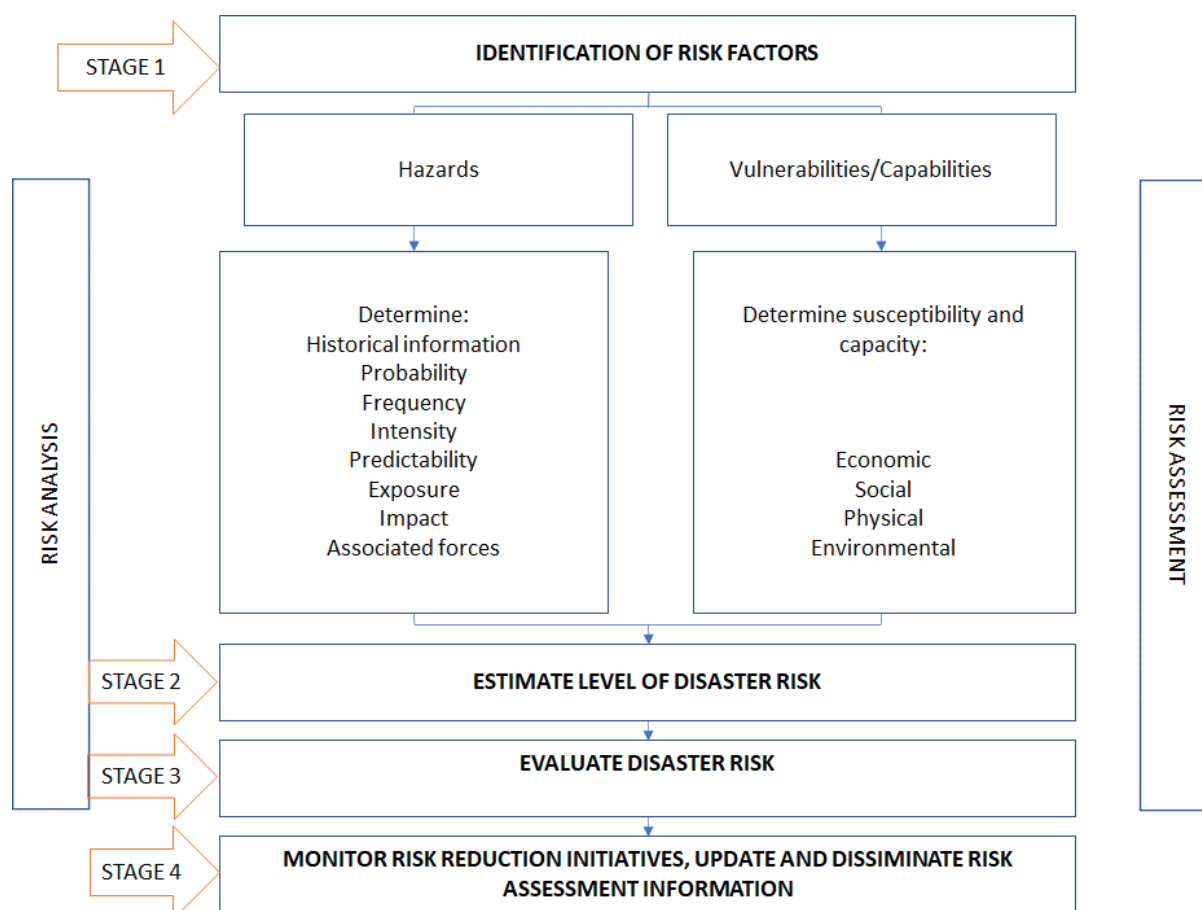 STAGE 1
IDENTIFICATION OF RISK FACTORS
Hazards
Vulnerabilities/Capabilities
RISK ANALYSIS
Determine:
Historical information
Probability
Frequency
Intensity
Predictability
Exposure
Impact
Associated forces
Determine susceptibility and
capacity:
Economic
Social
Physical
Environmental
RISK ASSESSMENT
STAGE 2
ESTIMATE LEVEL OF DISASTER RISK
STAGE 3
EVALUATE DISASTER RISK
STAGE 4
MONITOR RISK REDUCTION INITIATIVES, UPDATE AND DISSIMINATE RISK
ASSESSMENT INFORMATION